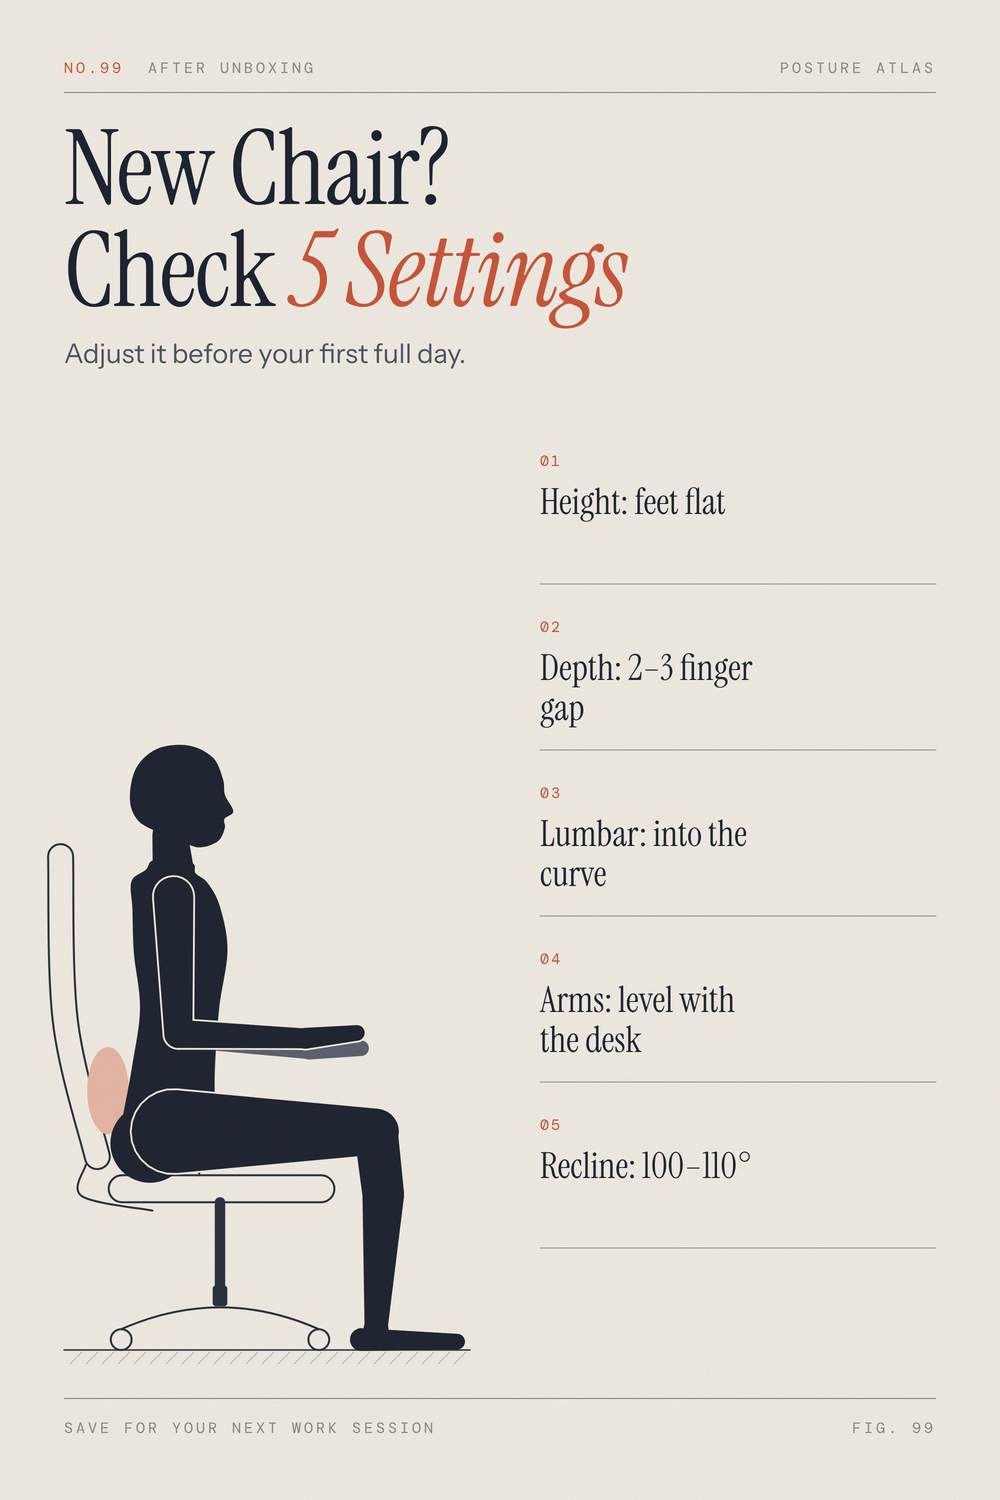 NO.99 AFTER UNBOXING
POSTURE ATLAS
New Chair?
Check 5 Settings
Adjust it before your first full day.
01
Height: feet flat
02
Depth: 2–3 finger
gap
03
Lumbar: into the
curve
04
Arms: level with
the desk
05
Recline: 100–110°
SAVE FOR YOUR NEXT WORK SESSION
FIG. 99